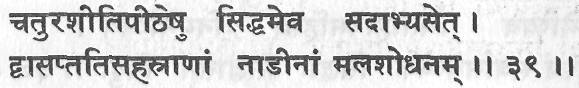 चतुरशीतिपीठेषु सिद्धमेव सदाभ्यसेत् ।
द्वासप्ततिसहस्राणां नाडीनां मलशोधनम् ।। ३९ ।।